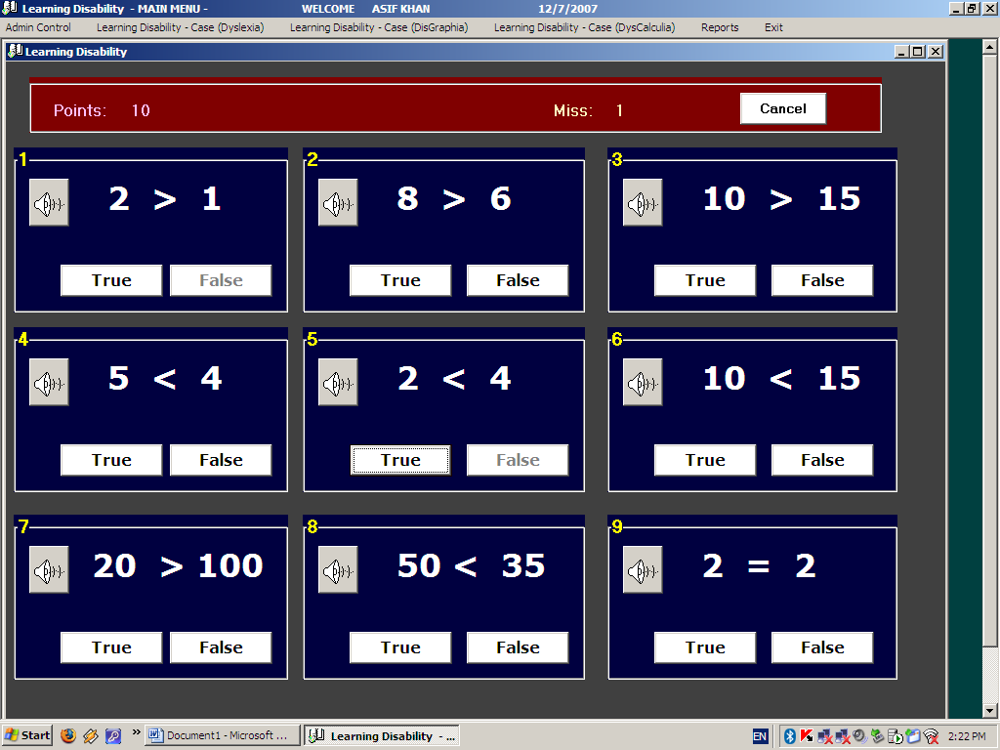 Learning Disability - MAIN MENU - WELCOME ASIF KHAN 12/7/2007
Admin Control Learning Disability - Case (Dyslexia) Learning Disability - Case (DisGraphia) Learning Disability - Case (DysCalculia) Reports Exit
Learning Disability
Points: 10 Miss: 1 Cancel
1 2 3
2 > 1 8 > 6 10 > 15
True False True False True False
4 5 6
5 < 4 2 < 4 10 < 15
True False True False True False
7 8 9
20 > 100 50 < 35 2 = 2
True False True False True False
Start » Document1 - Microsoft ... Learning Disability - ... EN 2:22 PM